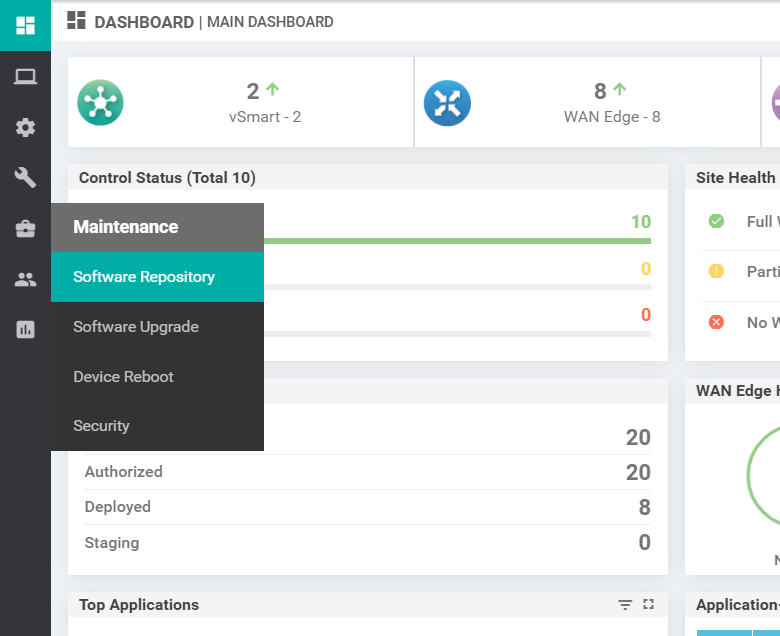 DASHBOARD | MAIN DASHBOARD
2
vSmart - 2
8
WAN Edge - 8
Control Status (Total 10)
10
0
0
Maintenance
Software Repository
Software Upgrade
Device Reboot
Security
20
Authorized 20
Deployed 8
Staging 0
Top Applications
Site Health
Full
No
WAN Edge
Application-